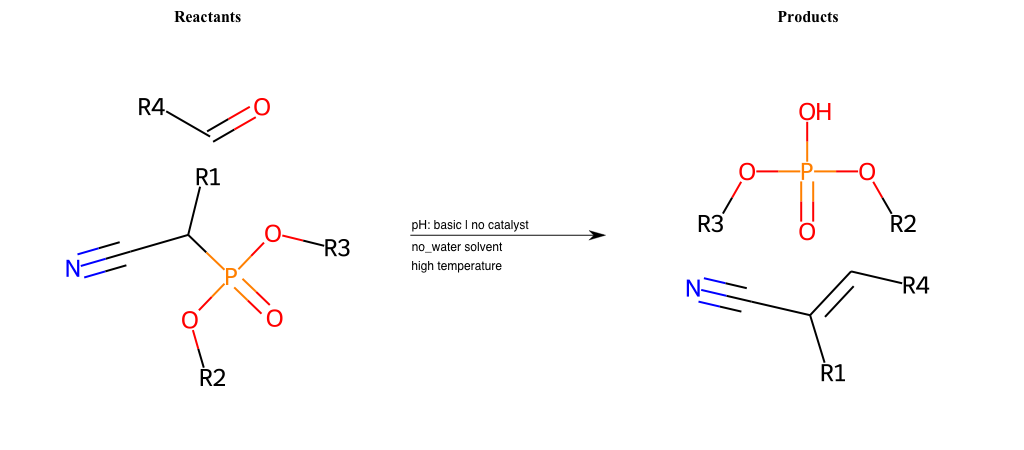 Reactants
Products
R4
O
R1
N
O
R3
P
O
O
R2
pH: basic | no catalyst
no_water solvent
high temperature
OH
O
P
O
R3
O
R2
N
R4
R1